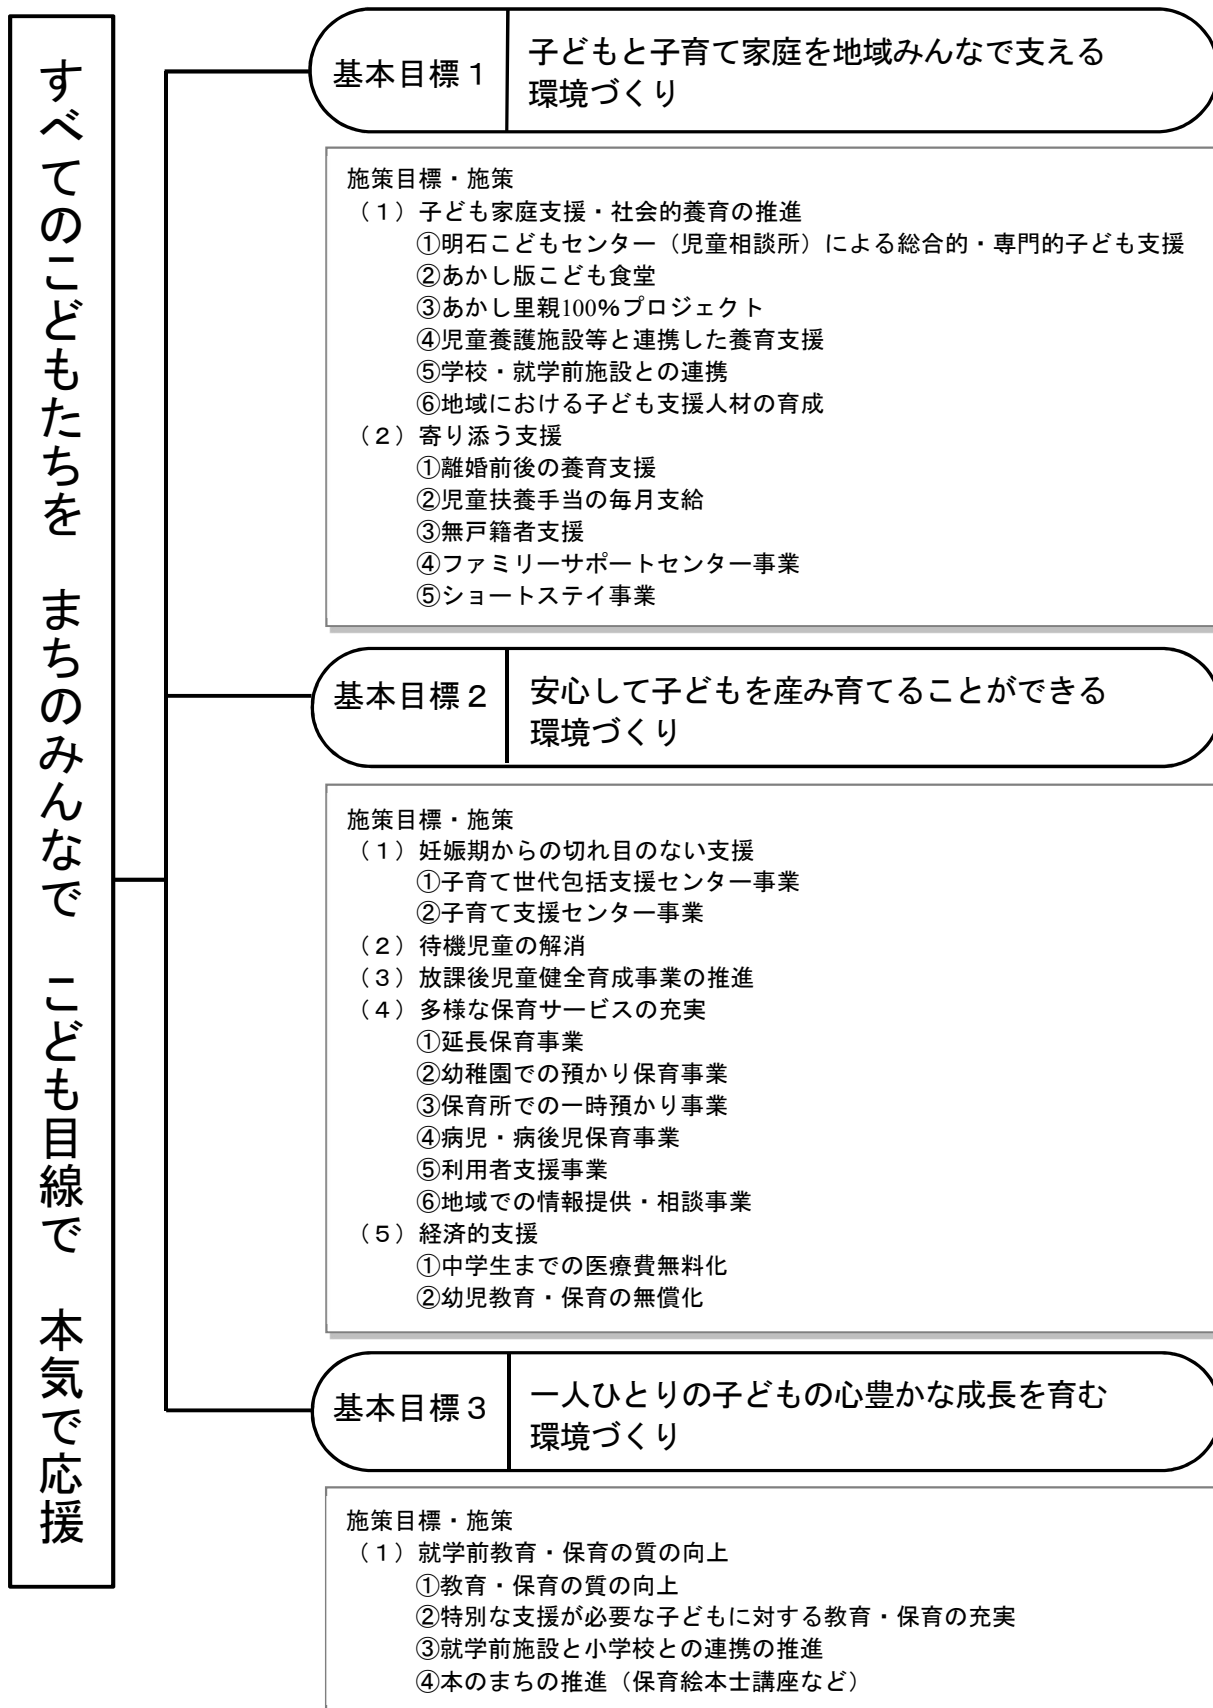 すべてのこどもたちを　まちのみんなで　こども目線で　本気で応援
基本目標１
子どもと子育て家庭を地域みんなで支える
環境づくり
施策目標・施策
（１）子ども家庭支援・社会的養育の推進
①明石こどもセンター（児童相談所）による総合的・専門的子ども支援
②あかし版こども食堂
③あかし里親100%プロジェクト
④児童養護施設等と連携した養育支援
⑤学校・就学前施設との連携
⑥地域における子ども支援人材の育成
（２）寄り添う支援
①離婚前後の養育支援
②児童扶養手当の毎月支給
③無戸籍者支援
④ファミリーサポートセンター事業
⑤ショートステイ事業
基本目標２
安心して子どもを産み育てることができる
環境づくり
施策目標・施策
（１）妊娠期からの切れ目のない支援
①子育て世代包括支援センター事業
②子育て支援センター事業
（２）待機児童の解消
（３）放課後児童健全育成事業の推進
（４）多様な保育サービスの充実
①延長保育事業
②幼稚園での預かり保育事業
③保育所での一時預かり事業
④病児・病後児保育事業
⑤利用者支援事業
⑥地域での情報提供・相談事業
（５）経済的支援
①中学生までの医療費無料化
②幼児教育・保育の無償化
基本目標３
一人ひとりの子どもの心豊かな成長を育む
環境づくり
施策目標・施策
（１）就学前教育・保育の質の向上
①教育・保育の質の向上
②特別な支援が必要な子どもに対する教育・保育の充実
③就学前施設と小学校との連携の推進
④本のまちの推進（保育絵本士講座など）